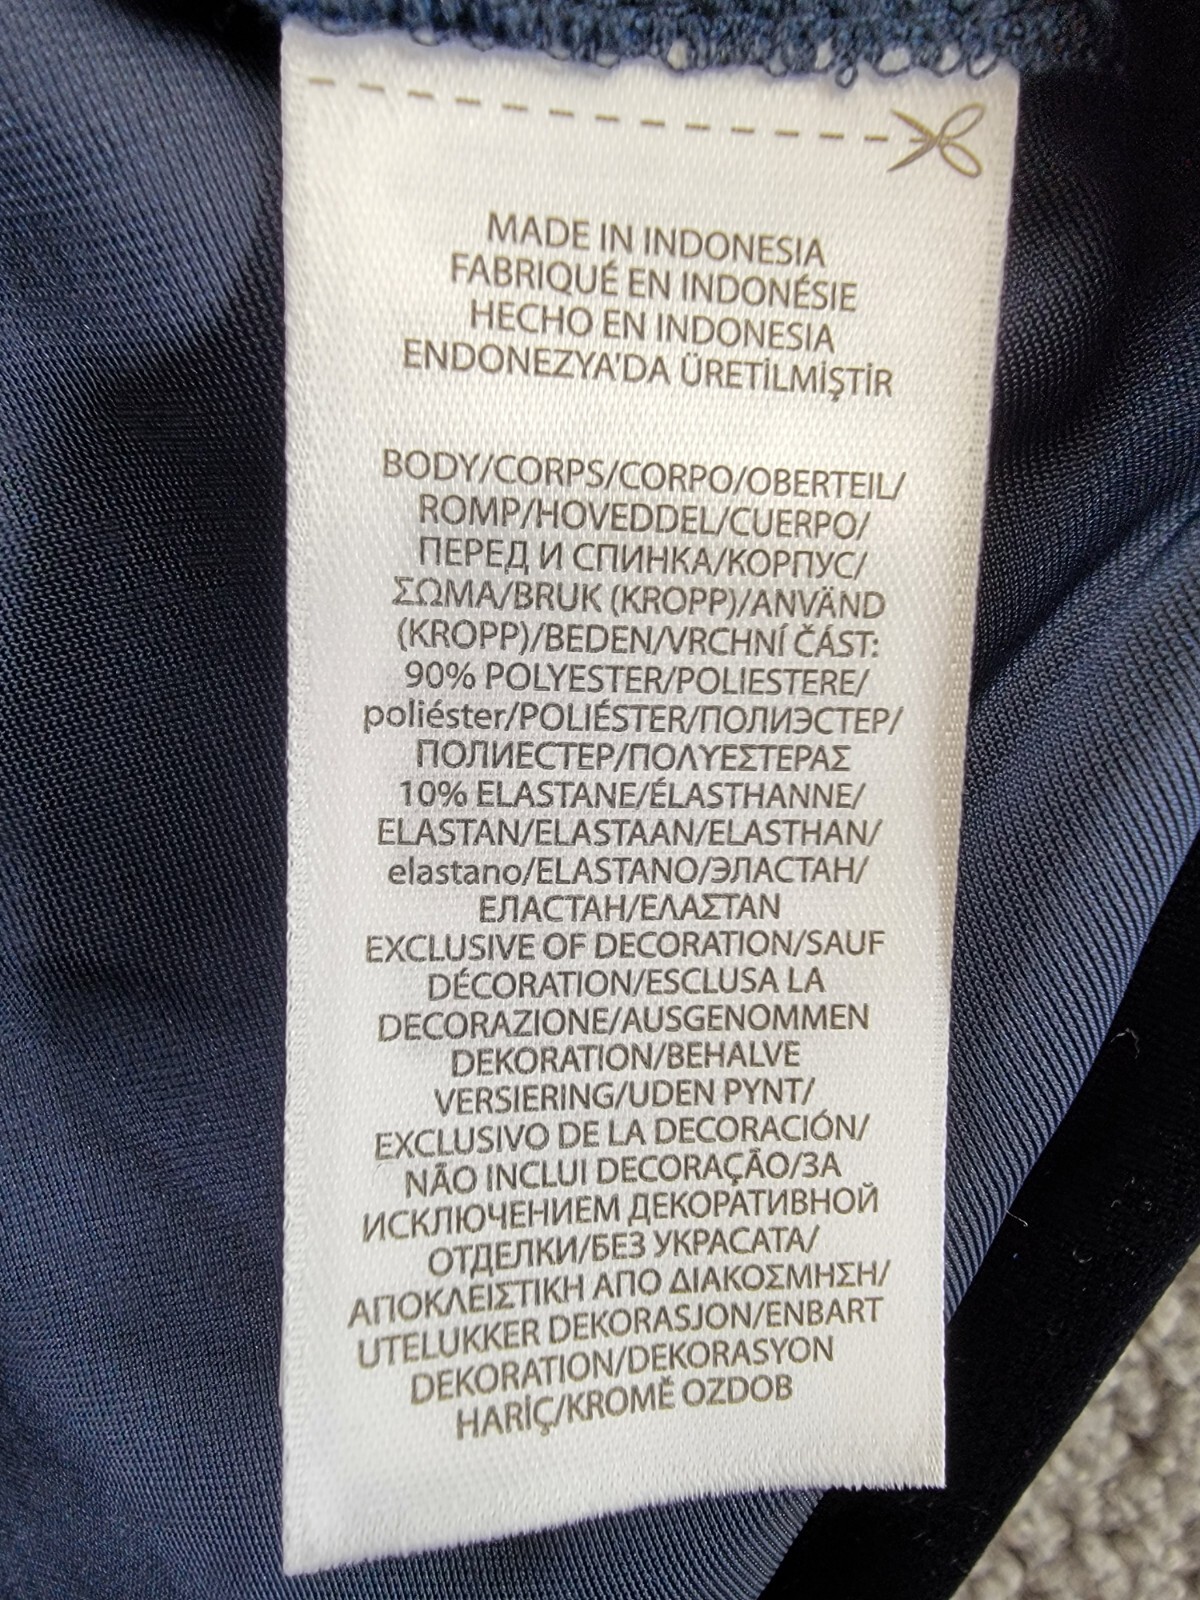 MADE IN INDONESIA
FABRIQUÉ EN INDONÉSIE
HECHO EN INDONESIA
ENDONEZYA'DA ÜRETİLMİŞTİR
BODY/CORPS/CORPO/OBERTEIL/
ROMP/HOVEDDEL/CUERPO/
ПЕРЕД И СПИНКА/КОРПУС/
ΣΩΜΑ/BRUK (KROPP)/ANVÄND
(KROPP)/BEDEN/VRCHNÍ ČÁST:
90% POLYESTER/POLIESTERE/
poliéster/POLIÉSTER/ПОЛИЭСТЕР/
ПОЛИЕСТЕР/ΠΟΛΥΕΣΤΕΡΑΣ
10% ELASTANE/ÉLASTHANNE/
ELASTAN/ELASTAAN/ELASTHAN/
elastano/ELASTANO/ЭЛАСТАН/
ЕЛАСТАН/ΕΛΑΣΤΑΝ
EXCLUSIVE OF DECORATION/SAUF
DÉCORATION/ESCLUSA LA
DECORAZIONE/AUSGENOMMEN
DEKORATION/BEHALVE
VERSIERING/UDEN PYNT/
EXCLUSIVO DE LA DECORACIÓN/
NÃO INCLUI DECORAÇÃO/ЗА
ИСКЛЮЧЕНИЕМ ДЕКОРАТИВНОЙ
ОТДЕЛКИ/БЕЗ УКРАСАТА/
ΑΠΟΚΛΕΙΣΤΙΚΗ ΑΠΟ ΔΙΑΚΟΣΜΗΣΗ/
UTELUKKER DEKORASJON/ENBART
DEKORATION/DEKORASYON
HARİÇ/KROMĚ OZDOB